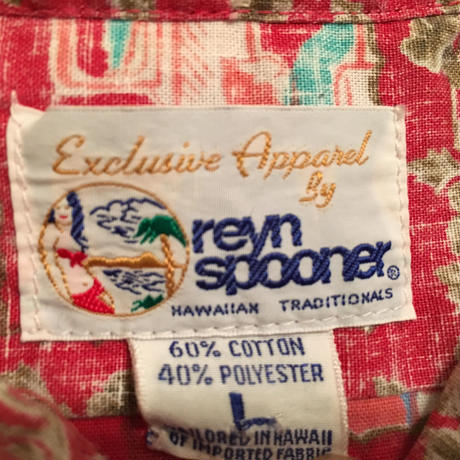 Exclusive Apparel
By
reyn
spooner®
HAWAIIAN TRADITIONALS
60% COTTON
40% POLYESTER
L
TAILORED IN HAWAII
OF IMPORTED FABRIC